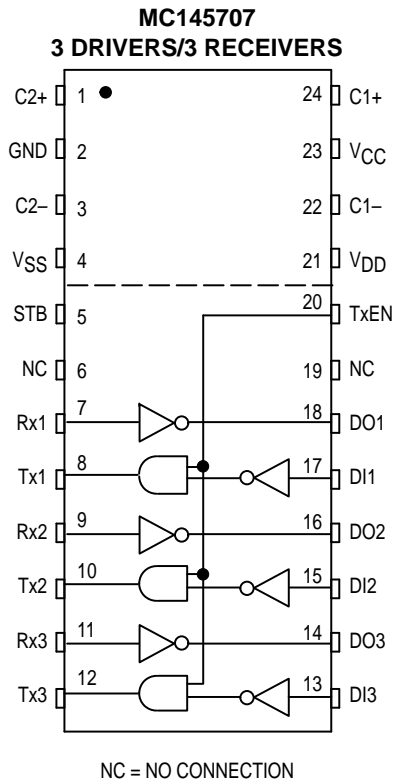 MC145707
3 DRIVERS/3 RECEIVERS
C2+ 1 24 C1+
GND 2 23 VCC
C2– 3 22 C1–
VSS 4 21 VDD
STB 5 20 TxEN
NC 6 19 NC
Rx1 7 18 DO1
Tx1 8 17 DI1
Rx2 9 16 DO2
Tx2 10 15 DI2
Rx3 11 14 DO3
Tx3 12 13 DI3
NC = NO CONNECTION